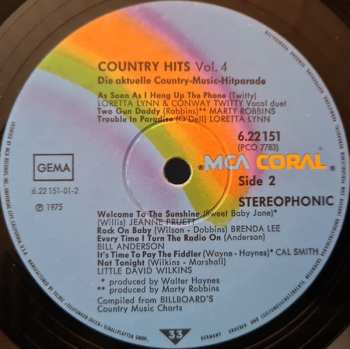 COUNTRY HITS Vol. 4
Die aktuelle Country-Music-Hitparade
As Soon As I Hang Up The Phone (Twitty)
LORETTA LYNN & CONWAY TWITTY Vocal duet
Two Gun Daddy (Robbins)** MARTY ROBBINS
Trouble In Paradise (O'Dell) LORETTA LYNN
6.22151
(PCO 7783)
MCA CORAL
Side 2
GEMA
STEREOPHONIC
6.22151-01-2
℗ 1975
Welcome To The Sunshine (Sweet Baby Jane)*
(Willis) JEANNE PRUETT
Rock On Baby (Wilson - Dobbins) BRENDA LEE
Every Time I Turn The Radio On (Anderson)
BILL ANDERSON
It's Time To Pay The Fiddler (Wayne - Haynes)* CAL SMITH
Not Tonight (Wilkins - Marshall)
LITTLE DAVID WILKINS
* produced by Walter Haynes
** produced by Marty Robbins
Compiled from BILLBOARD'S
Country Music Charts
33